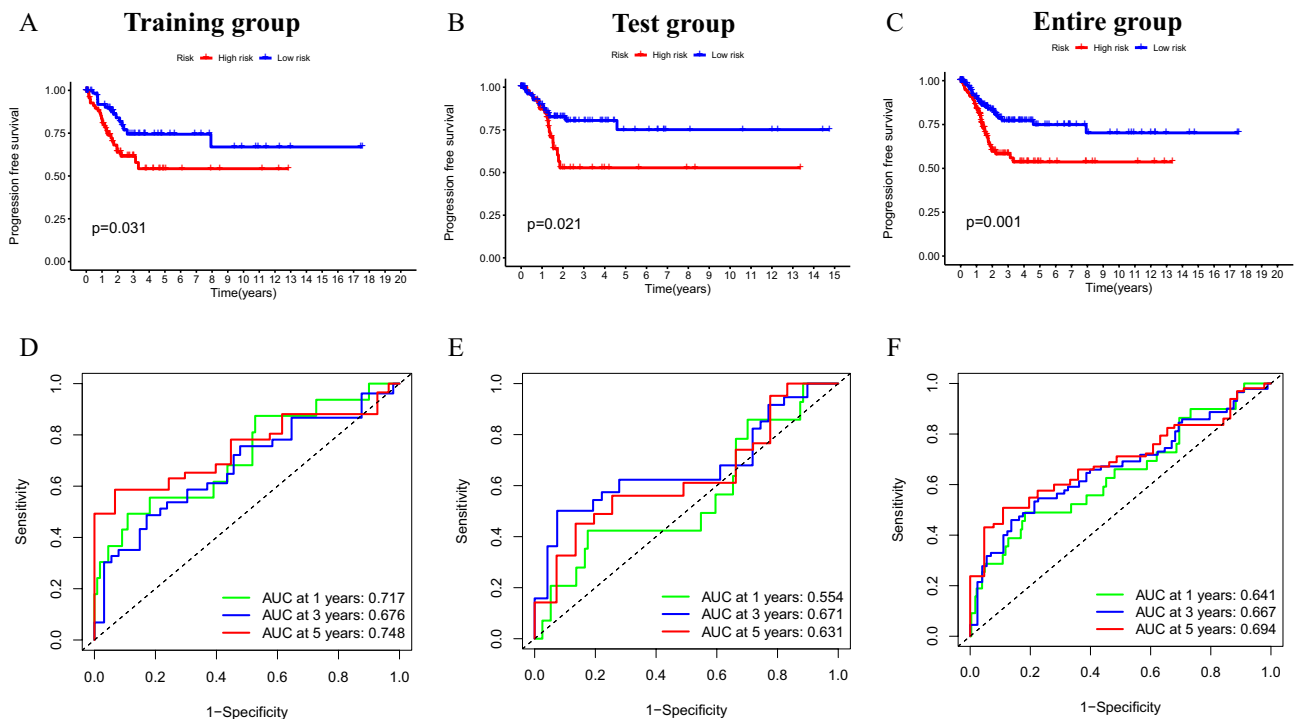 A Training group
Risk High risk Low risk
Progression free survival
1.00
0.75
0.50
0.25
0.00
p=0.031
0 1 2 3 4 5 6 7 8 9 10 11 12 13 14 15 16 17 18 19 20
Time(years)
B Test group
Risk High risk Low risk
Progression free survival
1.00
0.75
0.50
0.25
0.00
p=0.021
0 1 2 3 4 5 6 7 8 9 10 11 12 13 14 15
Time(years)
C Entire group
Risk High risk Low risk
Progression free survival
1.00
0.75
0.50
0.25
0.00
p=0.001
0 1 2 3 4 5 6 7 8 9 10 11 12 13 14 15 16 17 18 19 20
Time(years)
D
Sensitivity
1.0
0.8
0.6
0.4
0.2
0.0
AUC at 1 years: 0.717
AUC at 3 years: 0.676
AUC at 5 years: 0.748
0.0 0.2 0.4 0.6 0.8 1.0
1−Specificity
E
Sensitivity
1.0
0.8
0.6
0.4
0.2
0.0
AUC at 1 years: 0.554
AUC at 3 years: 0.671
AUC at 5 years: 0.631
0.0 0.2 0.4 0.6 0.8 1.0
1−Specificity
F
Sensitivity
1.0
0.8
0.6
0.4
0.2
0.0
AUC at 1 years: 0.641
AUC at 3 years: 0.667
AUC at 5 years: 0.694
0.0 0.2 0.4 0.6 0.8 1.0
1−Specificity